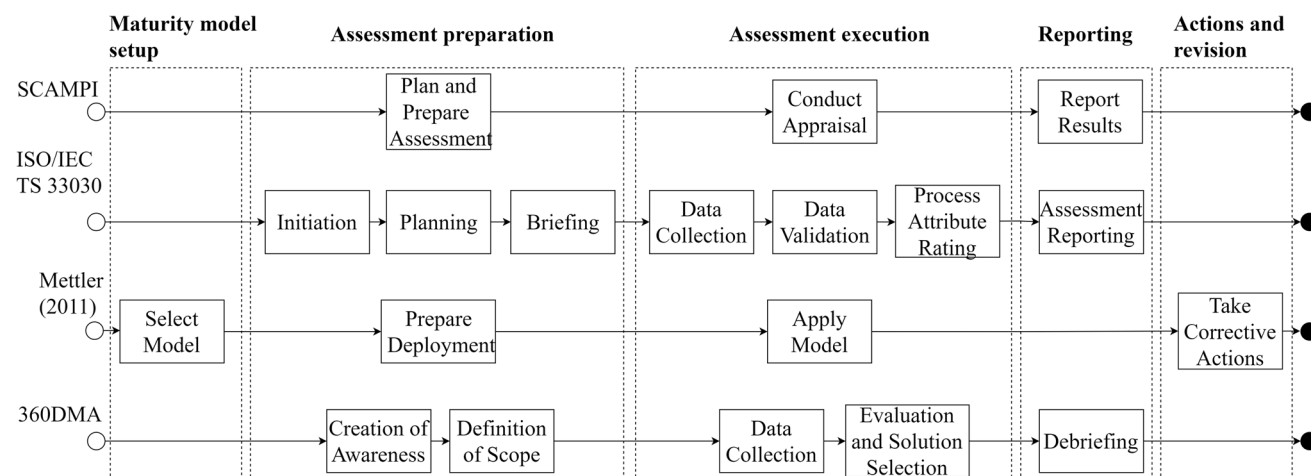 Maturity model
setup
Assessment preparation
Assessment execution
Reporting
Actions and
revision
SCAMPI
Plan and
Prepare
Assessment
Conduct
Appraisal
Report
Results
ISO/IEC
TS 33030
Initiation
Planning
Briefing
Data
Collection
Data
Validation
Process
Attribute
Rating
Assessment
Reporting
Mettler
(2011)
Select
Model
Prepare
Deployment
Apply
Model
Take
Corrective
Actions
360DMA
Creation of
Awareness
Definition
of Scope
Data
Collection
Evaluation
and Solution
Selection
Debriefing